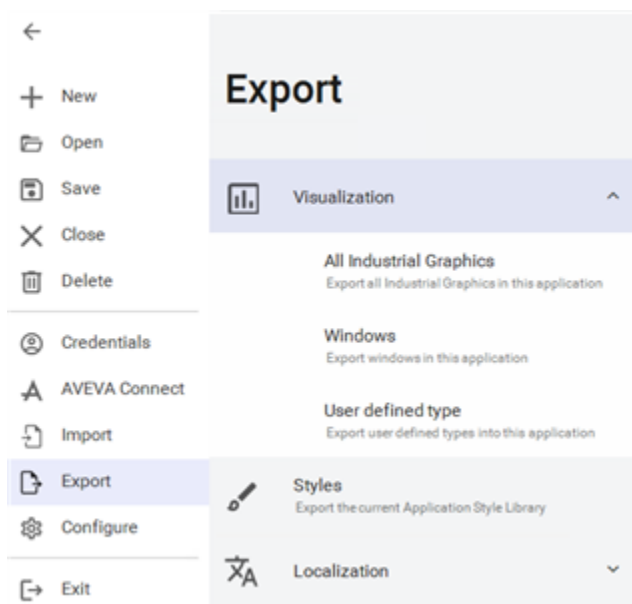 New
Open
Save
Close
Delete
Credentials
AVEVA Connect
Import
Export
Configure
Exit
Export
Visualization
All Industrial Graphics
Export all Industrial Graphics in this application
Windows
Export windows in this application
User defined type
Export user defined types into this application
Styles
Export the current Application Style Library
Localization